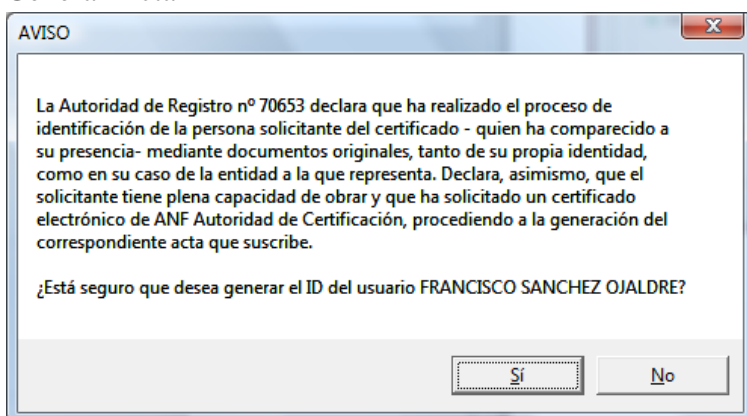 AVISO
La Autoridad de Registro nº 70653 declara que ha realizado el proceso de
identificación de la persona solicitante del certificado - quien ha comparecido a
su presencia- mediante documentos originales, tanto de su propia identidad,
como en su caso de la entidad a la que representa. Declara, asimismo, que el
solicitante tiene plena capacidad de obrar y que ha solicitado un certificado
electrónico de ANF Autoridad de Certificación, procediendo a la generación del
correspondiente acta que suscribe.
¿Está seguro que desea generar el ID del usuario FRANCISCO SANCHEZ OJALDRE?
Sí
No